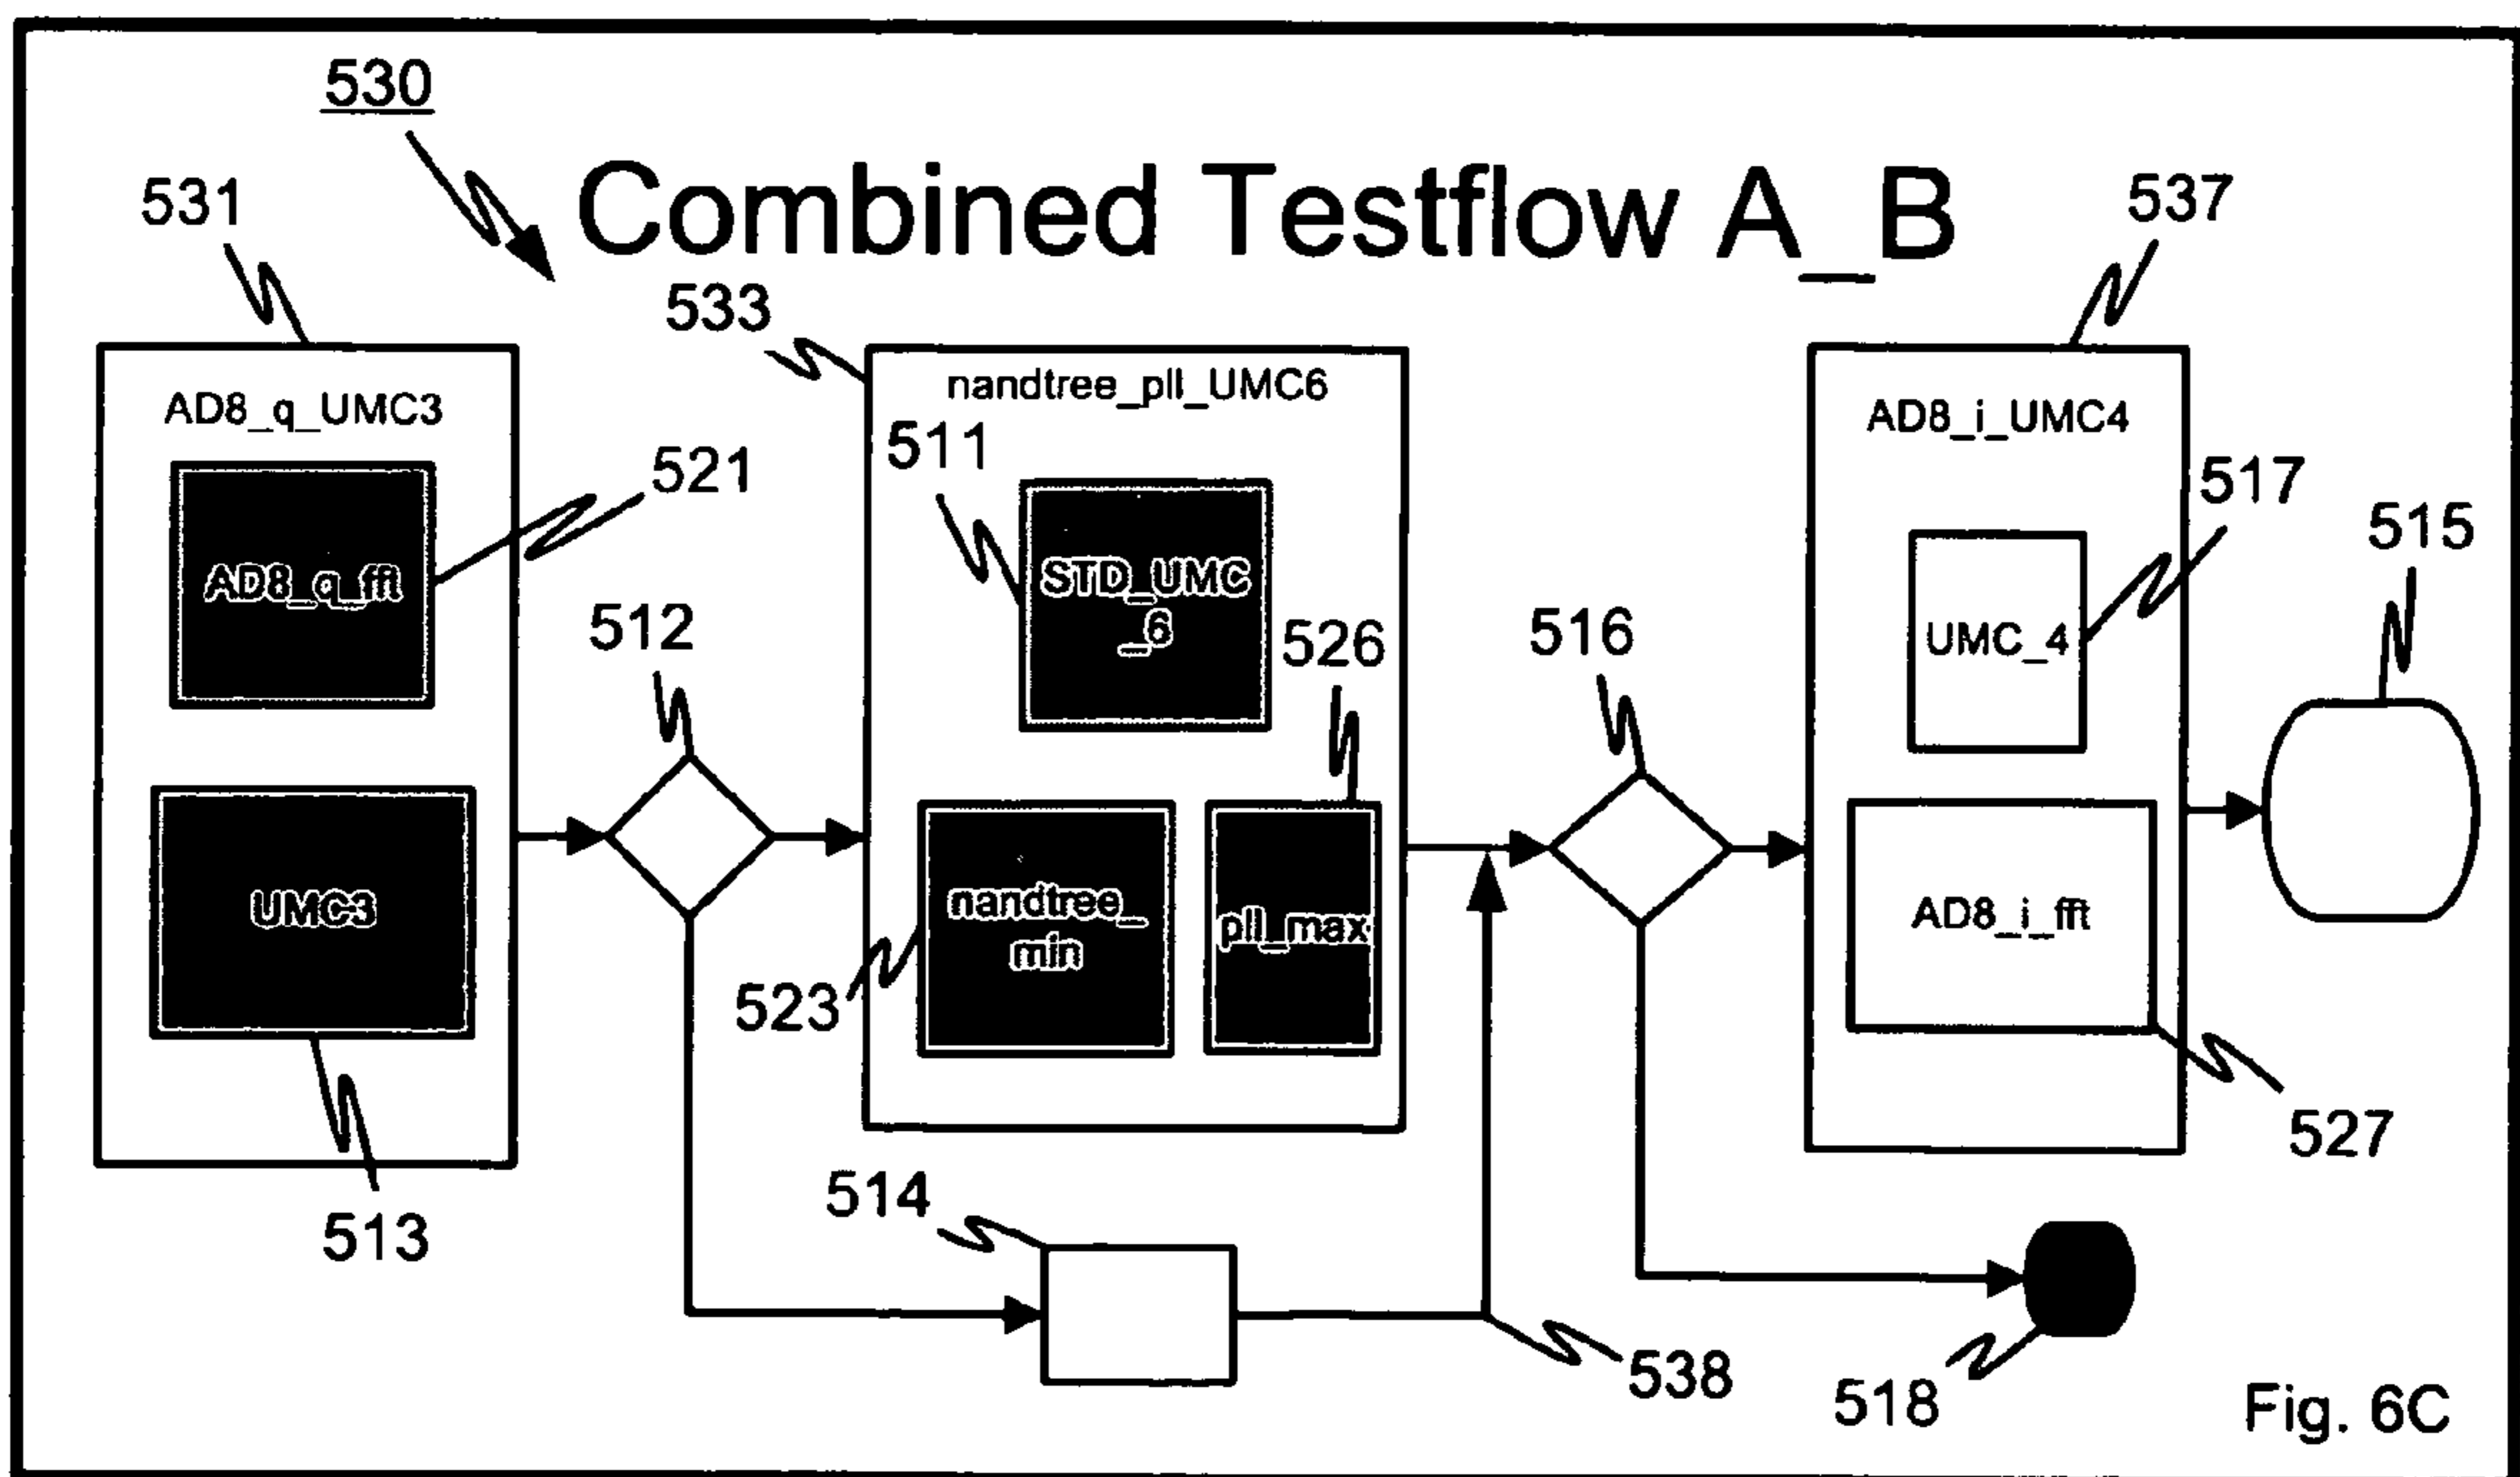 530
Combined Testflow A_B
531
537
533
AD8_q_UMC3
nandtree_pll_UMC6
AD8_i_UMC4
511
521
517
515
AD8_q_fft
STD_UMC
_6
512
526
516
UMC_4
UMC3
nandtree_
min
pll_max
AD8_i_fft
523
527
514
513
538
518
Fig. 6C